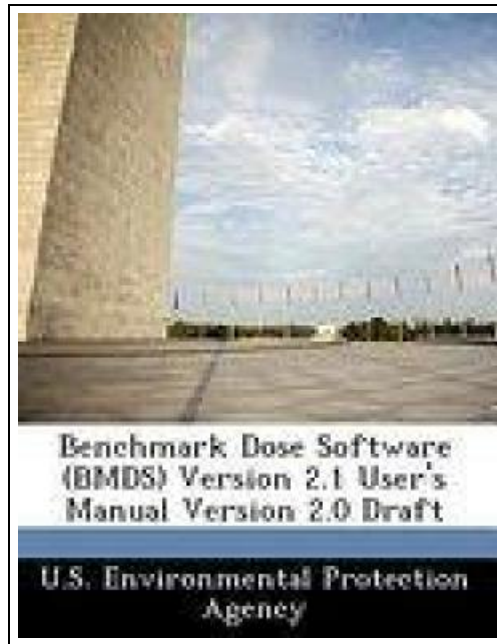 Benchmark Dose Software
(BMDS) Version 2.1 User's
Manual Version 2.0 Draft
U.S. Environmental Protection
Agency